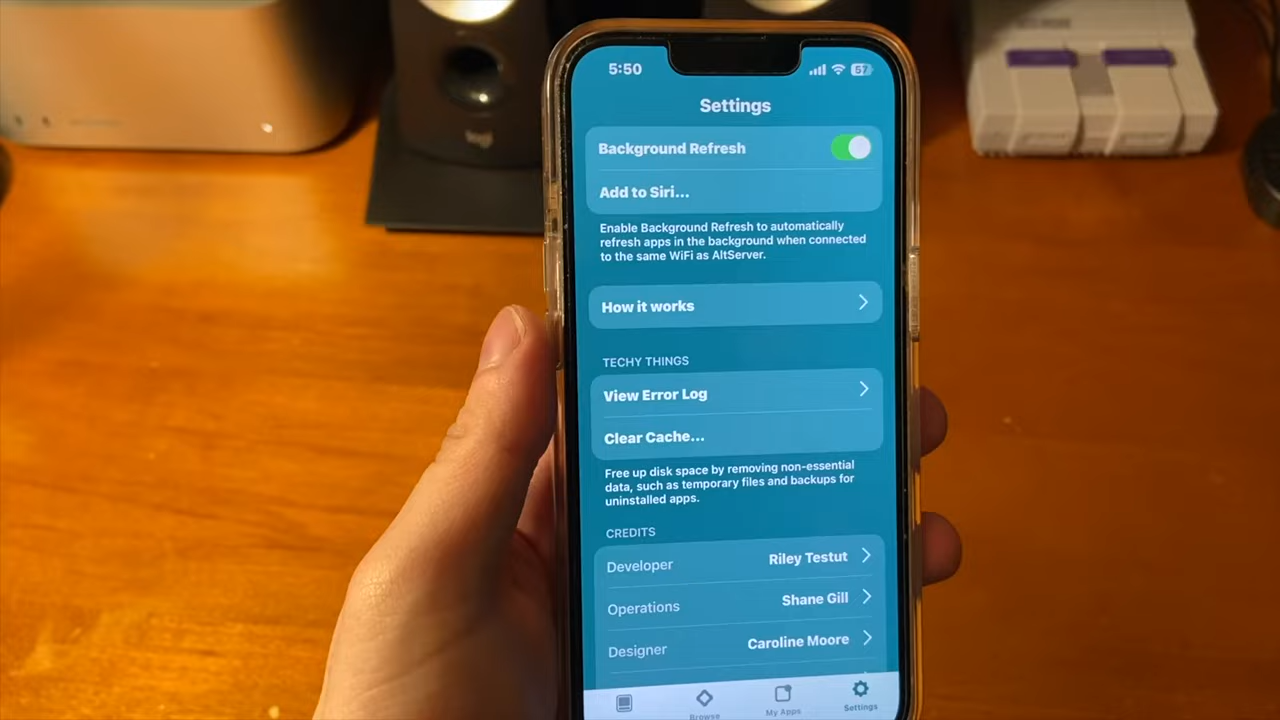 5:50
67
Settings
Background Refresh
Add to Siri...
Enable Background Refresh to automatically
refresh apps in the background when connected
to the same WiFi as AltServer.
How it works
TECHY THINGS
View Error Log
Clear Cache...
Free up disk space by removing non-essential
data, such as temporary files and backups for
uninstalled apps.
CREDITS
Developer Riley Testut
Operations Shane Gill
Designer Caroline Moore
Browse
My Apps
Settings
logi